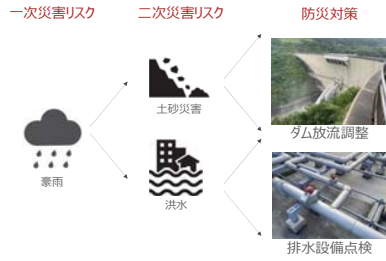 一次災害リスク
二次災害リスク
防災対策
土砂災害
ダム放流調整
豪雨
洪水
排水設備点検